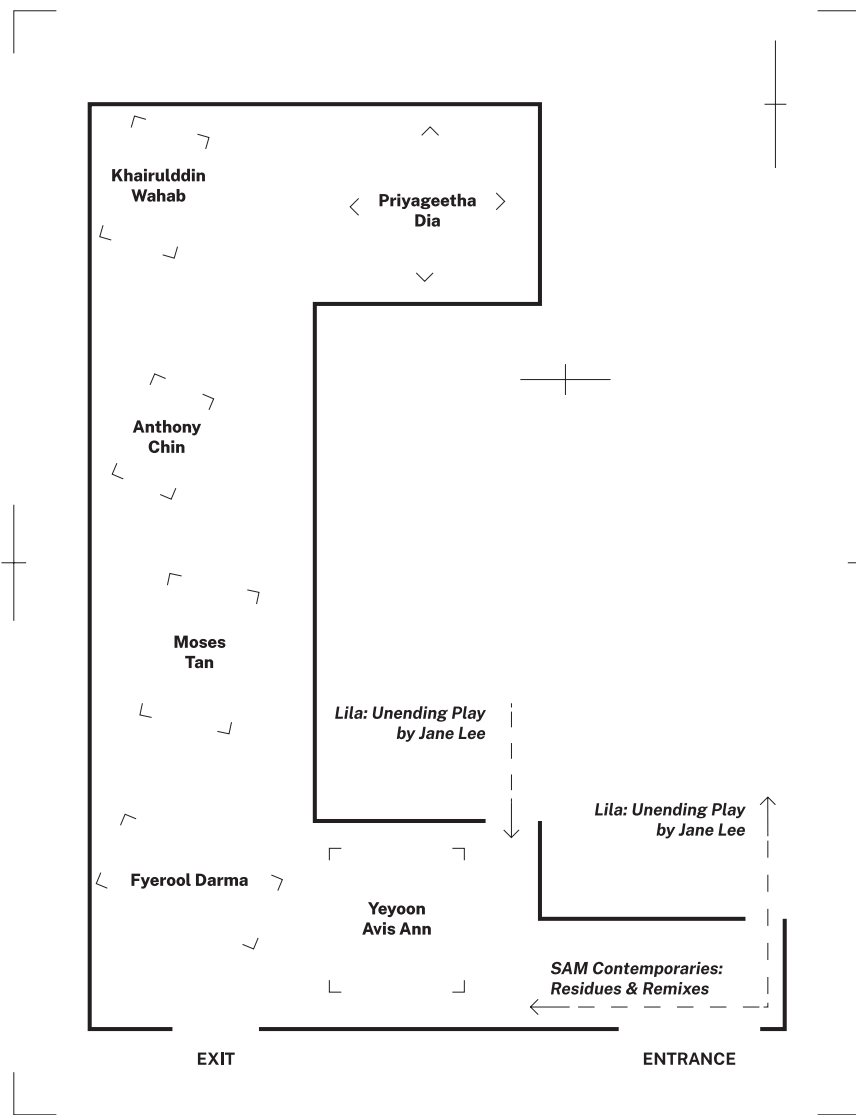 Khairulddin
Wahab
Priyageetha
Dia
Anthony
Chin
Moses
Tan
Lila: Unending Play
by Jane Lee
Lila: Unending Play
by Jane Lee
Fyerool Darma
Yeyoon
Avis Ann
SAM Contemporaries:
Residues & Remixes
EXIT
ENTRANCE